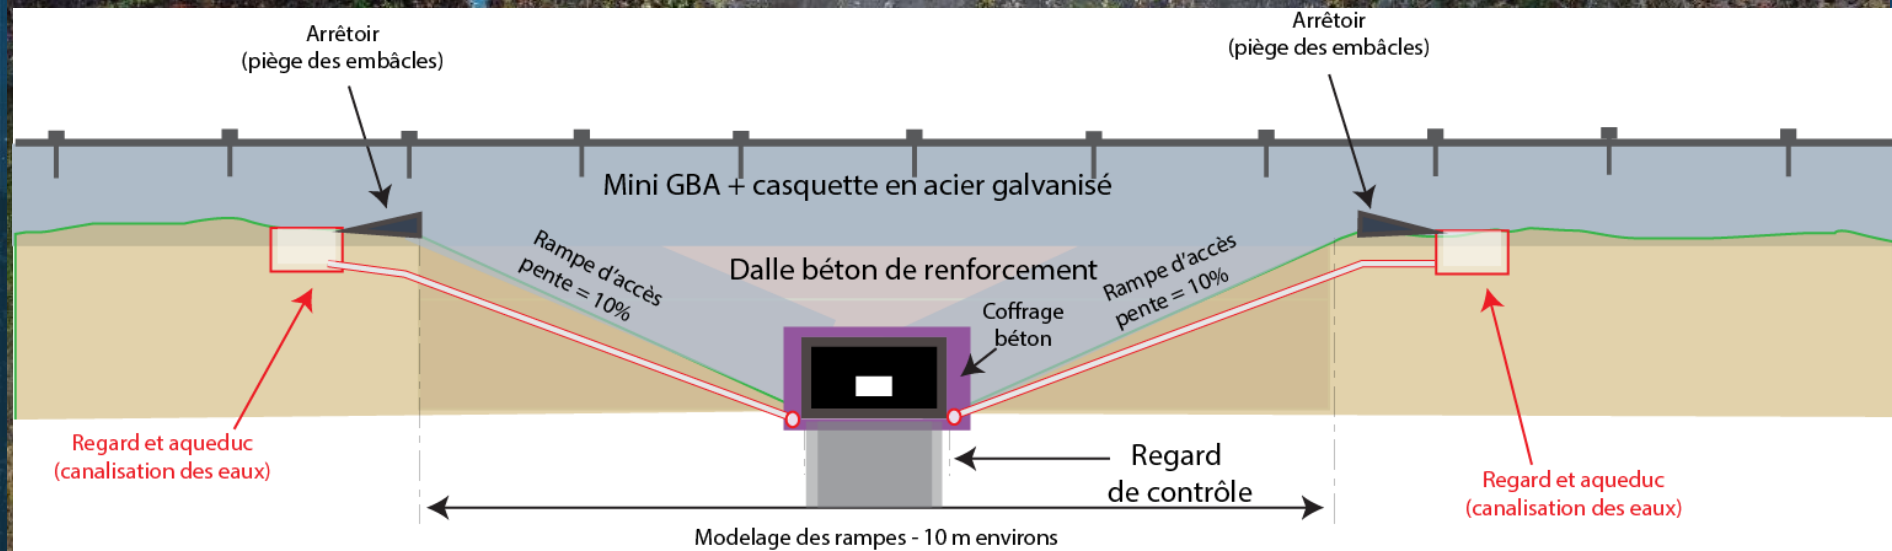 Arrêtoir
(piège des embâcles)
Arrêtoir
(piège des embâcles)
Mini GBA + casquette en acier galvanisé
Rampe d'accès
pente = 10%
Dalle béton de renforcement
Rampe d'accès
pente = 10%
Coffrage
béton
Regard et aqueduc
(canalisation des eaux)
Regard
de contrôle
Regard et aqueduc
(canalisation des eaux)
Modelage des rampes - 10 m environs